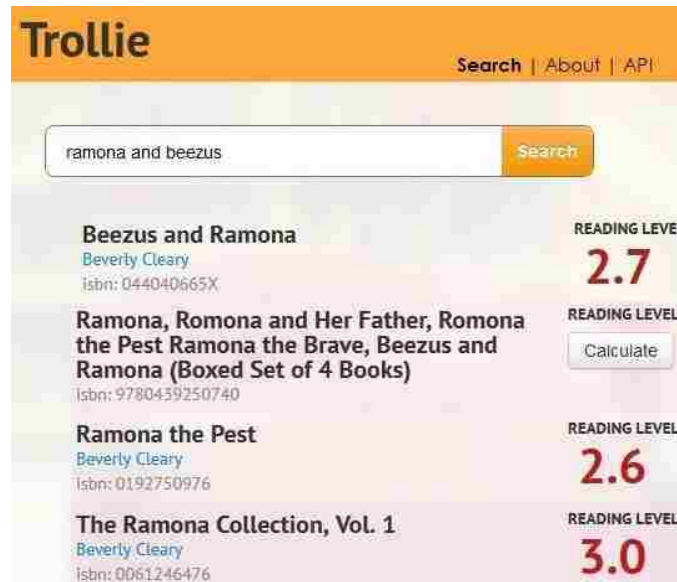 Trollie
Search | About | API
ramona and beezus
Search
Beezus and Ramona
READING LEVE
Beverly Cleary
2.7
isbn: 044040665X
Ramona, Romona and Her Father, Romona
READING LEVEL
the Pest Ramona the Brave, Beezus and
Calculate
Ramona (Boxed Set of 4 Books)
isbn: 9780439250740
Ramona the Pest
READING LEVEL
Beverly Cleary
2.6
isbn: 0192750976
The Ramona Collection, Vol. 1
READING LEVEL
Beverly Cleary
3.0
isbn: 0061246476